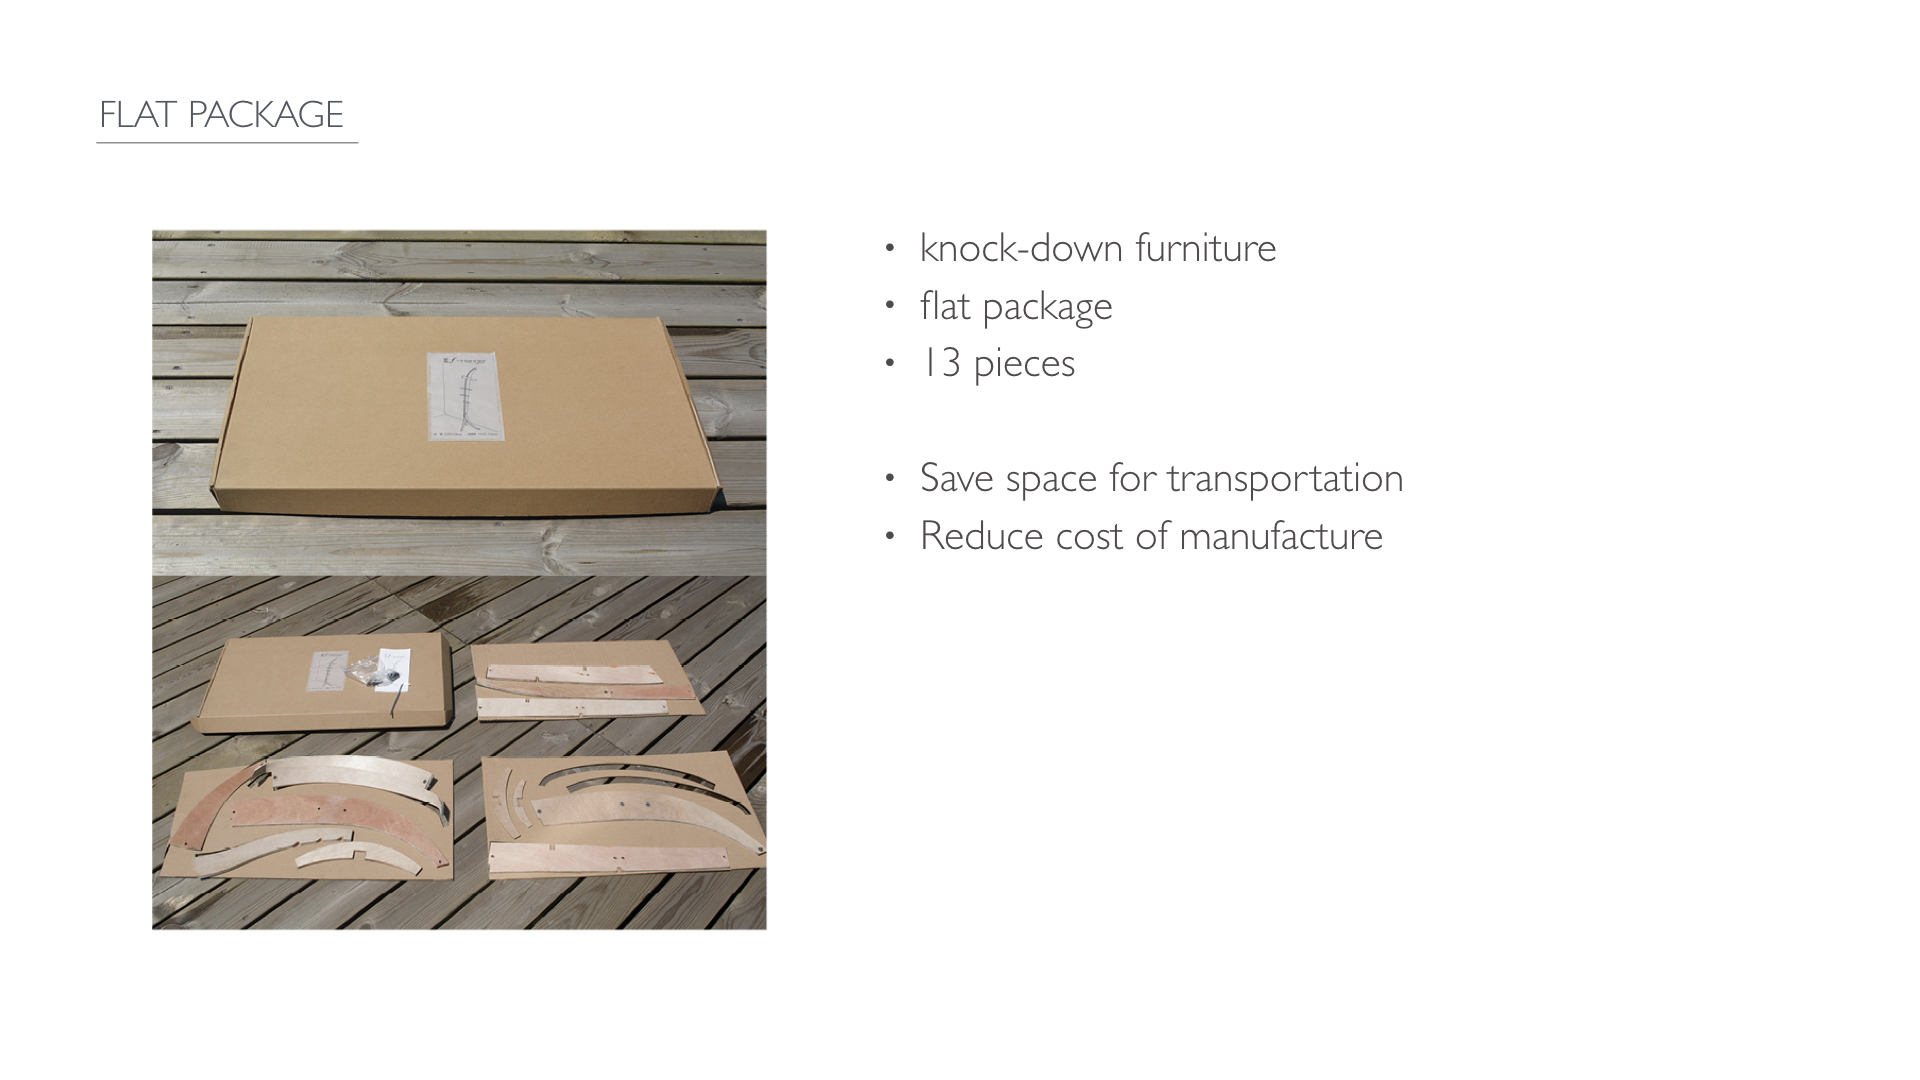 FLAT PACKAGE
• knock-down furniture
• flat package
• 13 pieces
• Save space for transportation
• Reduce cost of manufacture